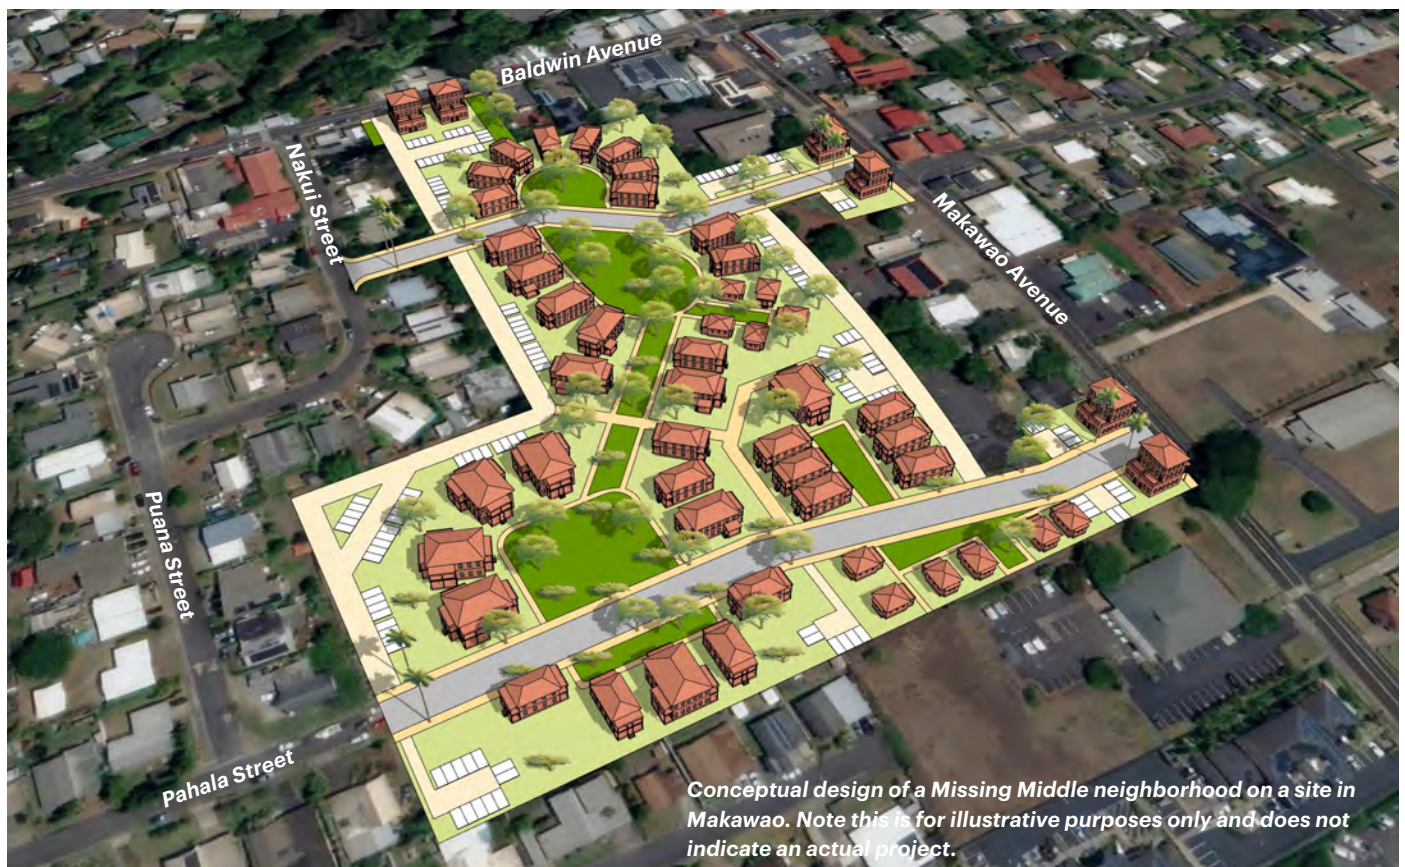 Baldwin Avenue
Nakui Street
Makawao Avenue
Puana Street
Pahala Street
Conceptual design of a Missing Middle neighborhood on a site in
Makawao. Note this is for illustrative purposes only and does not
indicate an actual project.